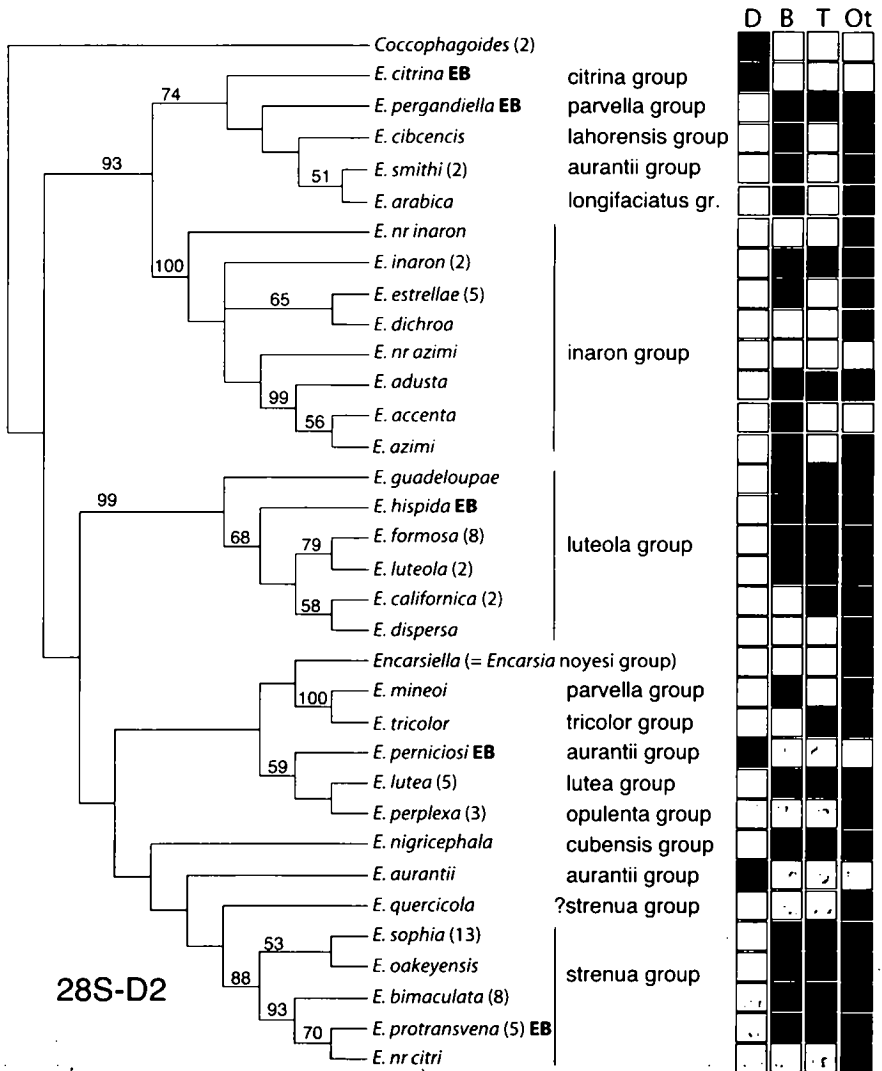 D B T Ot
Coccophagoides (2)
E. citrina EB citrina group
74
E. pergandiella EB parvella group
E. cibcencis lahorensis group
93
E. smithi (2) aurantii group
51
E. arabica longifaciatus gr.
E. nr inaron
100
E. inaron (2)
E. estrellae (5)
65
E. dichroa
E. nr azimi inaron group
E. adusta
99
E. accenta
56
E. azimi
E. guadeloupae
99
E. hispida EB
68
E. formosa (8) luteola group
79
E. luteola (2)
E. californica (2)
58
E. dispersa
Encarsiella (= Encarsia noyesi group)
E. mineoi parvella group
100
E. tricolor tricolor group
E. perniciosi EB aurantii group
59
E. lutea (5) lutea group
E. perplexa (3) opulenta group
E. nigricephala cubensis group
E. aurantii aurantii group
E. quercicola ?strenua group
E. sophia (13)
53
E. oakeyensis strenua group
88
28S-D2
E. bimaculata (8)
93
E. protransvena (5) EB
70
E. nr citri